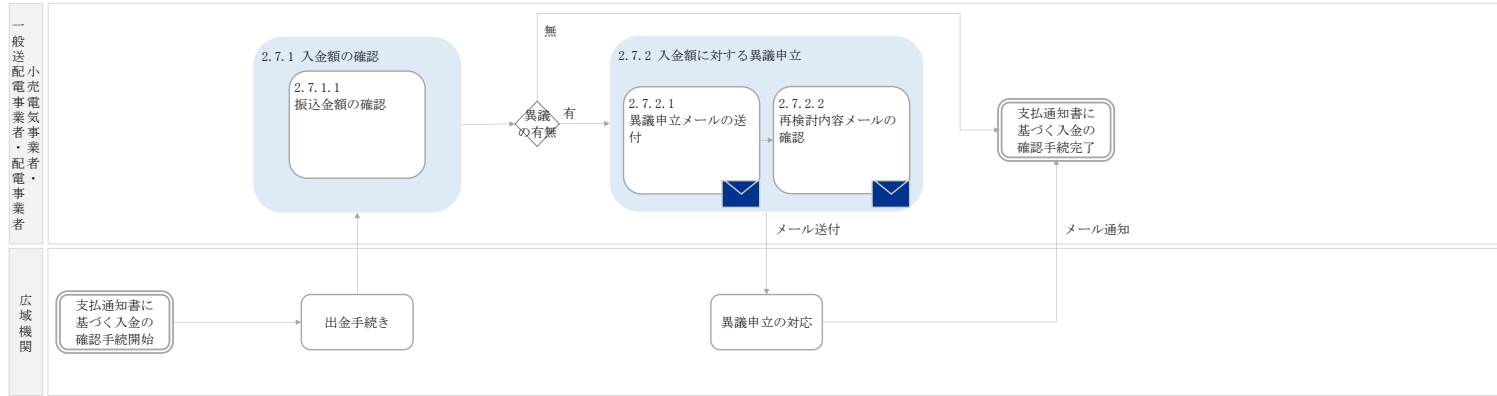 小売電気事業者・
一般送配電事業者・配電事業者
2.7.1 入金額の確認
2.7.1.1
振込金額の確認
異議
の有無
無
有
2.7.2 入金額に対する異議申立
2.7.2.1
異議申立メールの送
付
2.7.2.2
再検討内容メールの
確認
支払通知書に
基づく入金の
確認手続完了
メール送付
メール通知
広域機関
支払通知書に
基づく入金の
確認手続開始
出金手続き
異議申立の対応